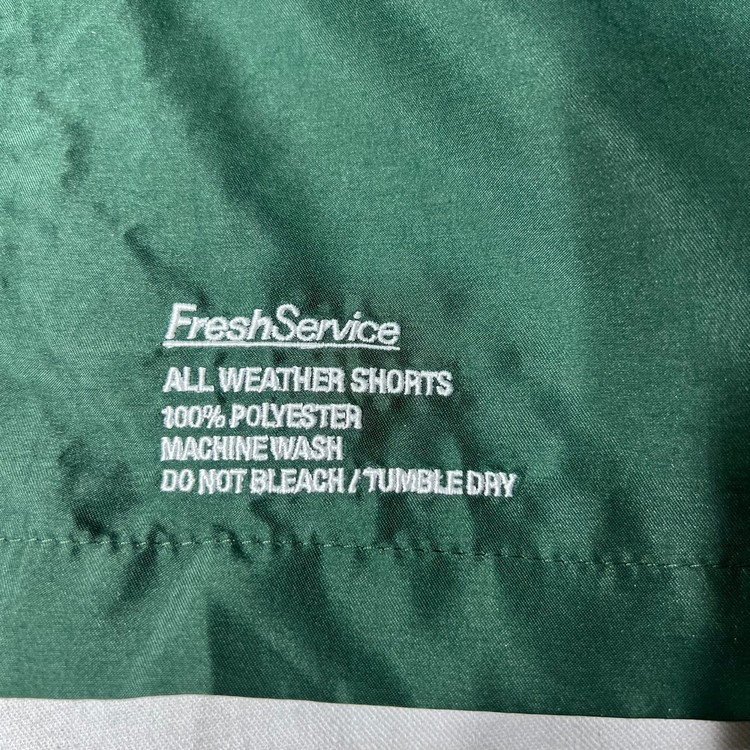 FreshService
ALL WEATHER SHORTS
100% POLYESTER
MACHINE WASH
DO NOT BLEACH / TUMBLE DRY